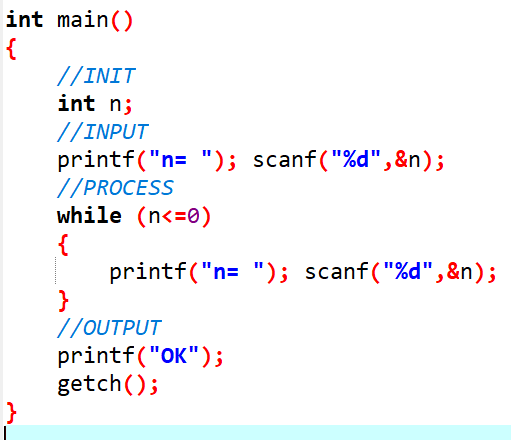 int main()
{
    //INIT
    int n;
    //INPUT
    printf("n= "); scanf("%d",&n);
    //PROCESS
    while (n<=0)
    {
        printf("n= "); scanf("%d",&n);
    }
    //OUTPUT
    printf("OK");
    getch();
}